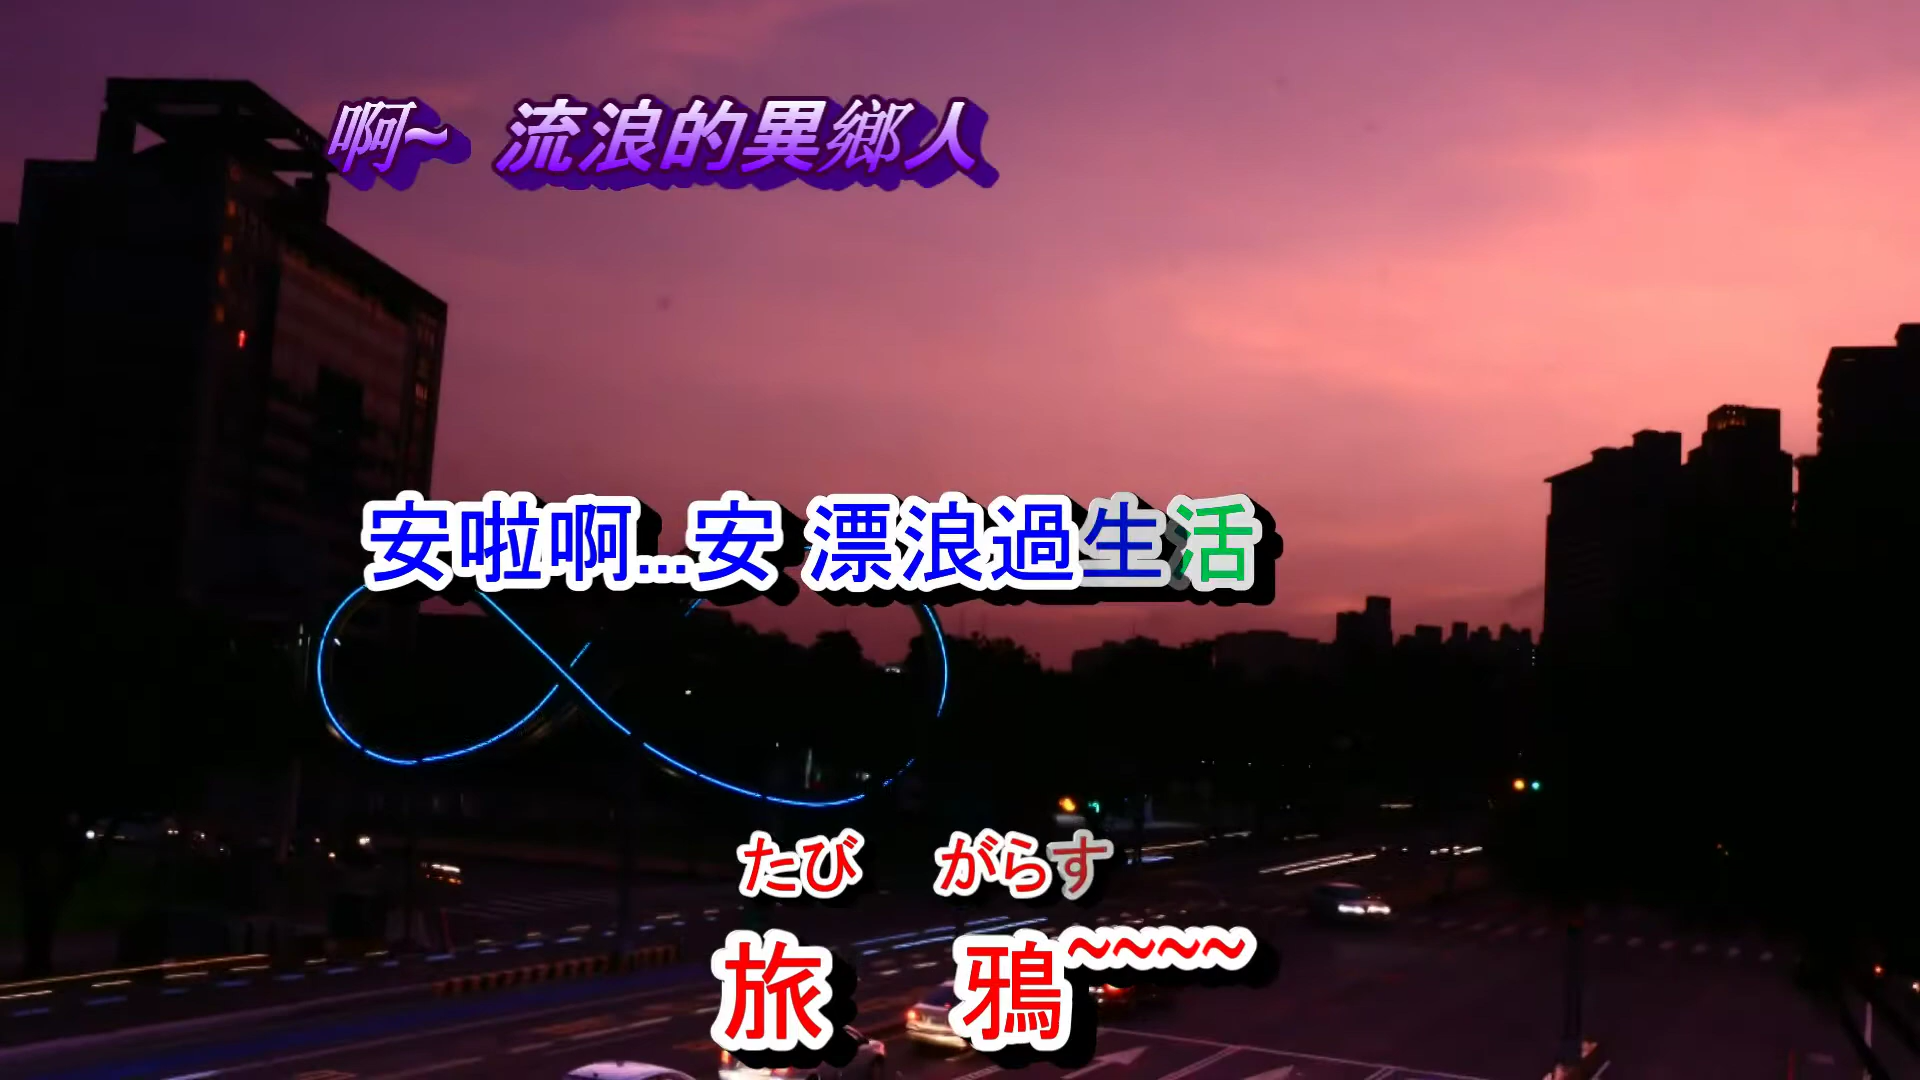 啊~ 流浪的異鄉人
安啦啊...安 漂浪過生活
たび がらす
旅 鴉~~~~